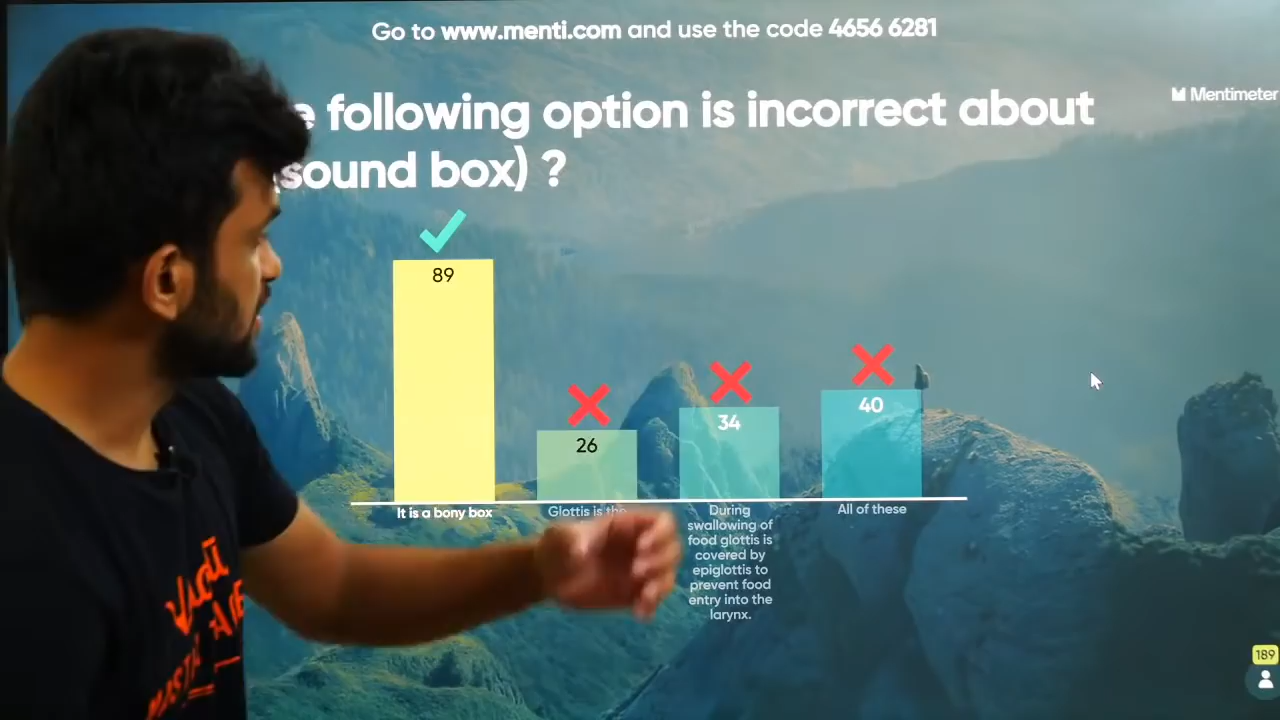 Go to www.menti.com and use the code 4656 6281
Mentimeter
following option is incorrect about
(sound box) ?
89
26
34
40
It is a bony box
Glottis is the
During
swallowing of
food glottis is
covered by
epiglottis to
prevent food
entry into the
larynx.
All of these
189